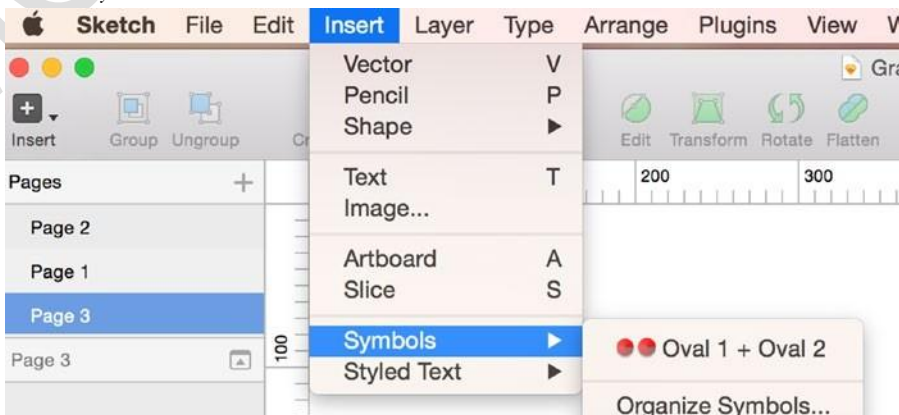 Sketch File Edit Insert Layer Type Arrange Plugins View
Gra
Insert Group Ungroup Edit Transform Rotate Flatten
Vector V
Pencil P
Shape
Text T
Image...
Artboard A
Slice S
Symbols
Styled Text
Oval 1 + Oval 2
Organize Symbols...
Pages
Page 2
Page 1
Page 3
Page 3
200 300
100